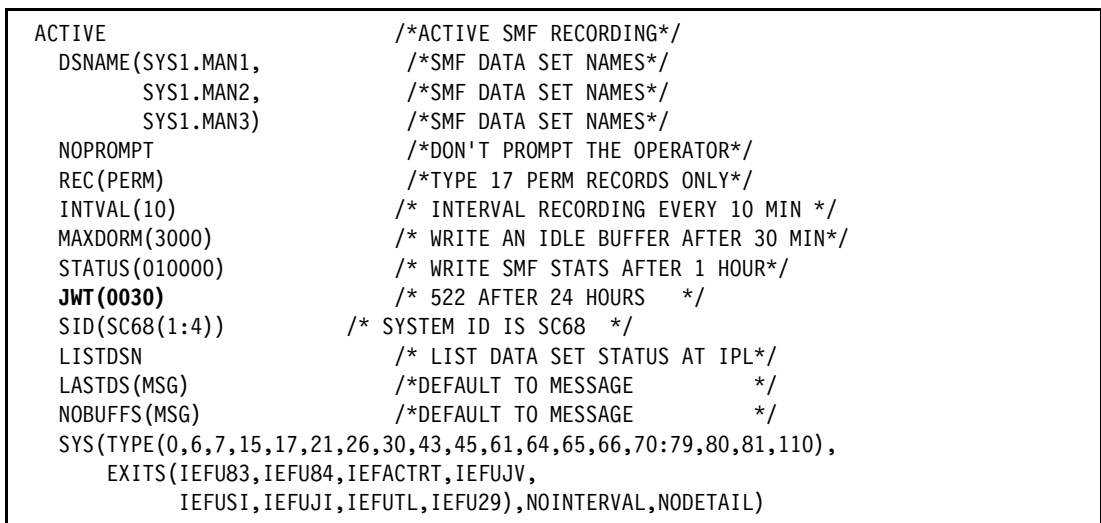 ACTIVE /*ACTIVE SMF RECORDING*/
DSNAME(SYS1.MAN1, /*SMF DATA SET NAMES*/
SYS1.MAN2, /*SMF DATA SET NAMES*/
SYS1.MAN3) /*SMF DATA SET NAMES*/
NOPROMPT /*DON'T PROMPT THE OPERATOR*/
REC(PERM) /*TYPE 17 PERM RECORDS ONLY*/
INTVAL(10) /* INTERVAL RECORDING EVERY 10 MIN */
MAXDORM(3000) /* WRITE AN IDLE BUFFER AFTER 30 MIN*/
STATUS(010000) /* WRITE SMF STATS AFTER 1 HOUR*/
JWT(0030) /* 522 AFTER 24 HOURS */
SID(SC68(1:4)) /* SYSTEM ID IS SC68 */
LISTDSN /* LIST DATA SET STATUS AT IPL*/
LASTDS(MSG) /*DEFAULT TO MESSAGE */
NOBUFFS(MSG) /*DEFAULT TO MESSAGE */
SYS(TYPE(0,6,7,15,17,21,26,30,43,45,61,64,65,66,70:79,80,81,110),
EXITS(IEFU83,IEFU84,IEFACTRT,IEFUJV,
IEFUSI,IEFUJI,IEFUTL,IEFU29),NOINTERVAL,NODETAIL)